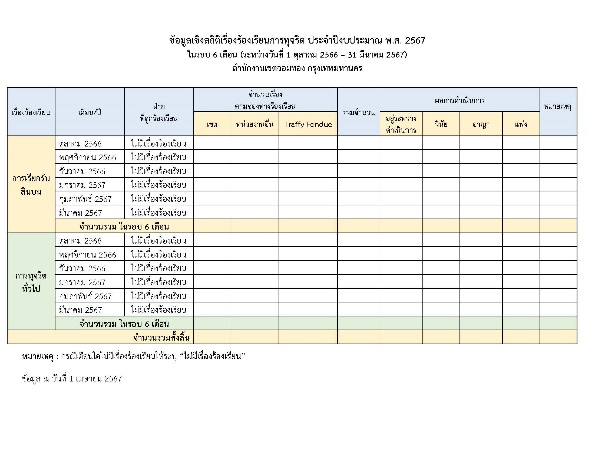 ข้อมูลเชิงสถิติเรื่องร้องเรียนการทุจริต ประจำปีงบประมาณ พ.ศ. 2567
ในรอบ 6 เดือน (ระหว่างวันที่ 1 ตุลาคม 2566 – 31 มีนาคม 2567)
สำนักงานเขตจอมทอง กรุงเทพมหานคร
เรื่องร้องเรียน เดือน/ปี ฝ่ายที่ถูกร้องเรียน จำนวนเรื่องตามช่องทางร้องเรียน รวมจำนวน ผลการดำเนินการ หมายเหตุ
เขต หน่วยงานอื่น Traffy Fondue อยู่ระหว่างดำเนินการ วินัย อาญา แพ่ง
การเรียกรับสินบน
ตุลาคม 2566 ไม่มีเรื่องร้องเรียน
พฤศจิกายน 2566 ไม่มีเรื่องร้องเรียน
ธันวาคม 2566 ไม่มีเรื่องร้องเรียน
มกราคม 2567 ไม่มีเรื่องร้องเรียน
กุมภาพันธ์ 2567 ไม่มีเรื่องร้องเรียน
มีนาคม 2567 ไม่มีเรื่องร้องเรียน
จำนวนรวม ในรอบ 6 เดือน
การทุจริตทั่วไป
ตุลาคม 2566 ไม่มีเรื่องร้องเรียน
พฤศจิกายน 2566 ไม่มีเรื่องร้องเรียน
ธันวาคม 2566 ไม่มีเรื่องร้องเรียน
มกราคม 2567 ไม่มีเรื่องร้องเรียน
กุมภาพันธ์ 2567 ไม่มีเรื่องร้องเรียน
มีนาคม 2567 ไม่มีเรื่องร้องเรียน
จำนวนรวม ในรอบ 6 เดือน
จำนวนรวมทั้งสิ้น
หมายเหตุ : กรณีเดือนใดไม่มีเรื่องร้องเรียนให้ระบุ "ไม่มีเรื่องร้องเรียน"
ข้อมูล ณ วันที่ 1 เมษายน 2567